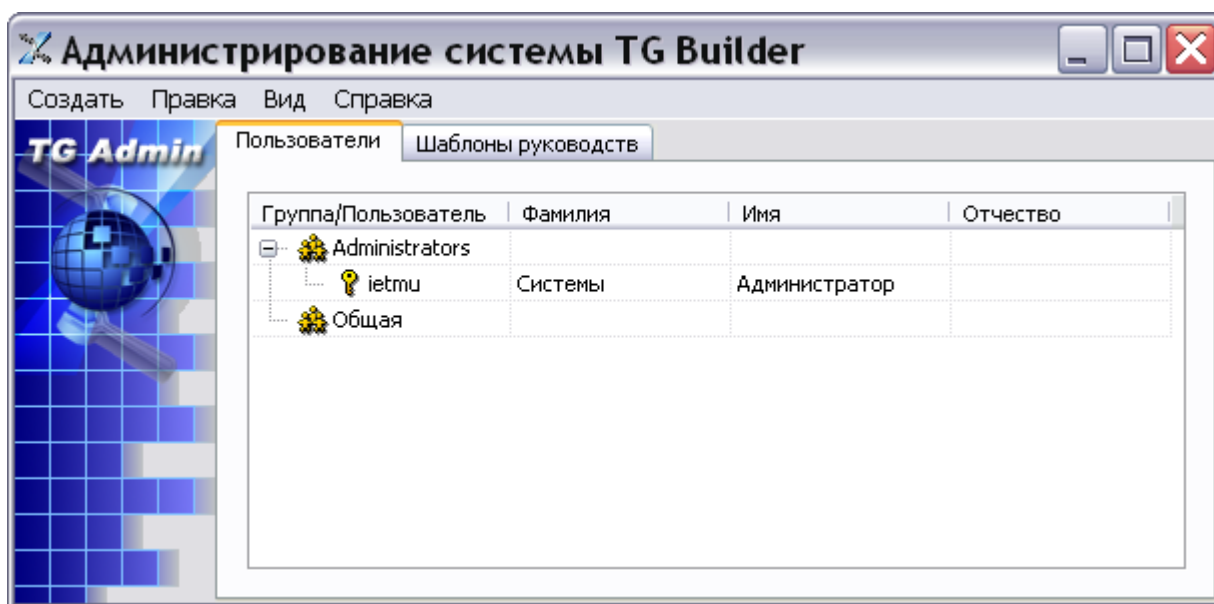 Администрирование системы TG Builder
Создать Правка Вид Справка
TG Admin
Пользователи Шаблоны руководств
Группа/Пользователь Фамилия Имя Отчество
Administrators
ietmu Системы Администратор
Общая